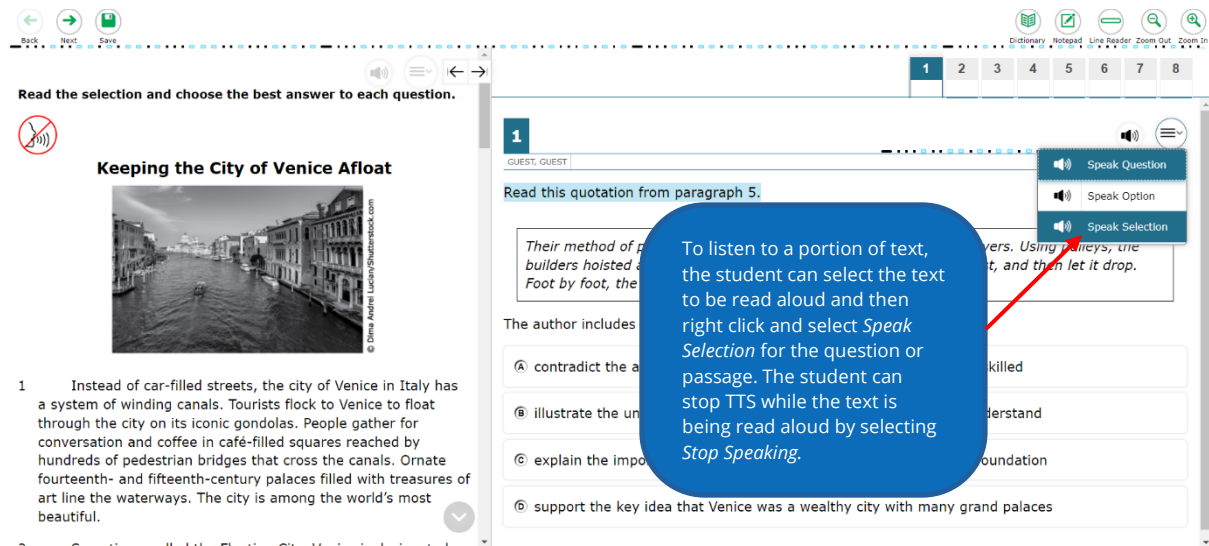 Back Next Save
Dictionary Notepad Line Reader Zoom Out Zoom In
Read the selection and choose the best answer to each question.
Keeping the City of Venice Afloat
© Dima Andrei Lucian/Shutterstock.com
1 Instead of car-filled streets, the city of Venice in Italy has
a system of winding canals. Tourists flock to Venice to float
through the city on its iconic gondolas. People gather for
conversation and coffee in café-filled squares reached by
hundreds of pedestrian bridges that cross the canals. Ornate
fourteenth- and fifteenth-century palaces filled with treasures of
art line the waterways. The city is among the world's most
beautiful.
1 2 3 4 5 6 7 8
1
GUEST, GUEST
Speak Question
Speak Option
Speak Selection
Read this quotation from paragraph 5.
Their method of
builders hoisted
Foot by foot, the
vers. Using pulleys, the
and then let it drop.
The author includes
A contradict the
killed
B illustrate the
derstand
C explain the
oundation
D support the key idea that Venice was a wealthy city with many grand palaces
To listen to a portion of text,
the student can select the text
to be read aloud and then
right click and select Speak
Selection for the question or
passage. The student can
stop TTS while the text is
being read aloud by selecting
Stop Speaking.